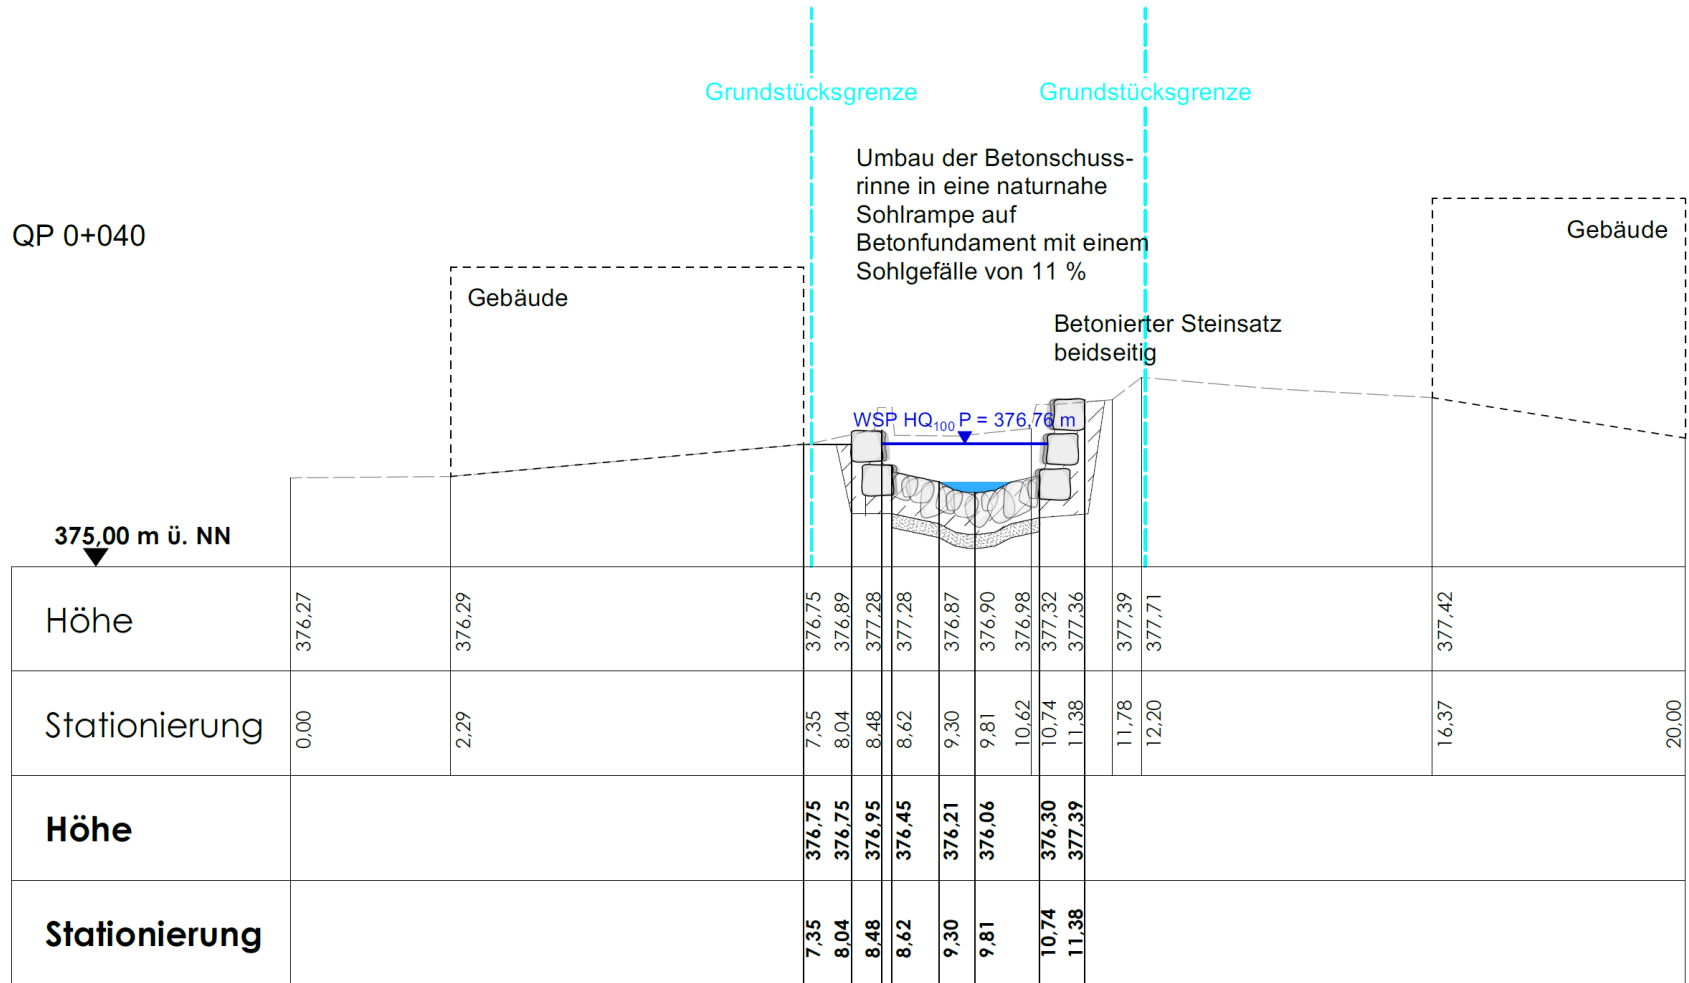 Grundstücksgrenze Grundstücksgrenze
Umbau der Betonschuss-
rinne in eine naturnahe
Sohlrampe auf
Betonfundament mit einem
Sohlgefälle von 11 %
QP 0+040
Gebäude
Gebäude
Betonierter Steinsatz
beidseitig
WSP HQ100 P = 376,76 m
375,00 m ü. NN
Höhe 376,27 376,29 376,75 376,89 377,28 377,28 376,87 376,90 376,98 377,32 377,36 377,39 377,71 377,42
Stationierung 0,00 2,29 7,35 8,04 8,48 8,62 9,30 9,81 10,62 10,74 11,38 11,78 12,20 16,37 20,00
Höhe 376,75 376,75 376,95 376,45 376,21 376,06 376,30 377,39
Stationierung 7,35 8,04 8,48 8,62 9,30 9,81 10,74 11,38